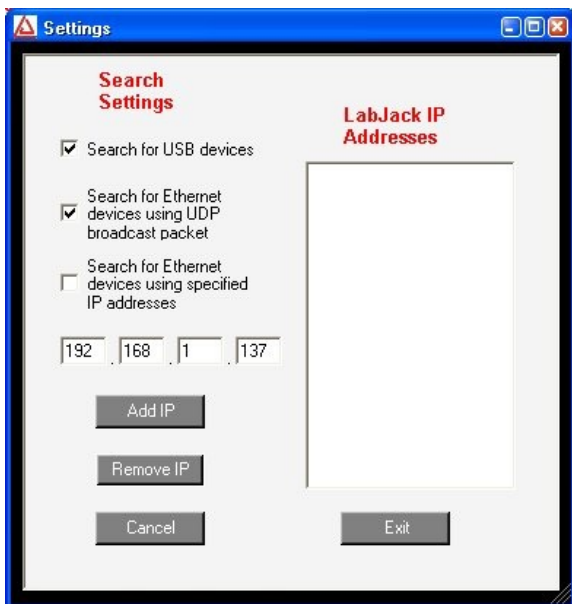 Settings
Search
Settings
Search for USB devices
Search for Ethernet
devices using UDP
broadcast packet
Search for Ethernet
devices using specified
IP addresses
192 . 168 . 1 . 137
Add IP
Remove IP
Cancel
LabJack IP
Addresses
Exit